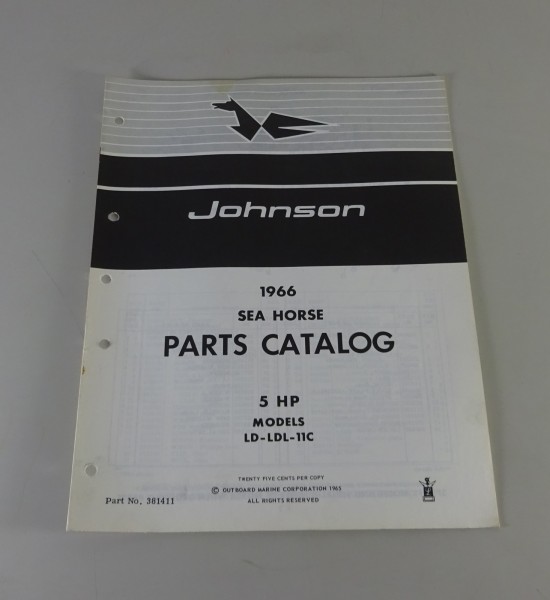 Johnson
1966
SEA HORSE
PARTS CATALOG
5 HP
MODELS
LD-LDL-11C
TWENTY FIVE CENTS PER COPY
© OUTBOARD MARINE CORPORATION 1965
ALL RIGHTS RESERVED
Part No. 381411